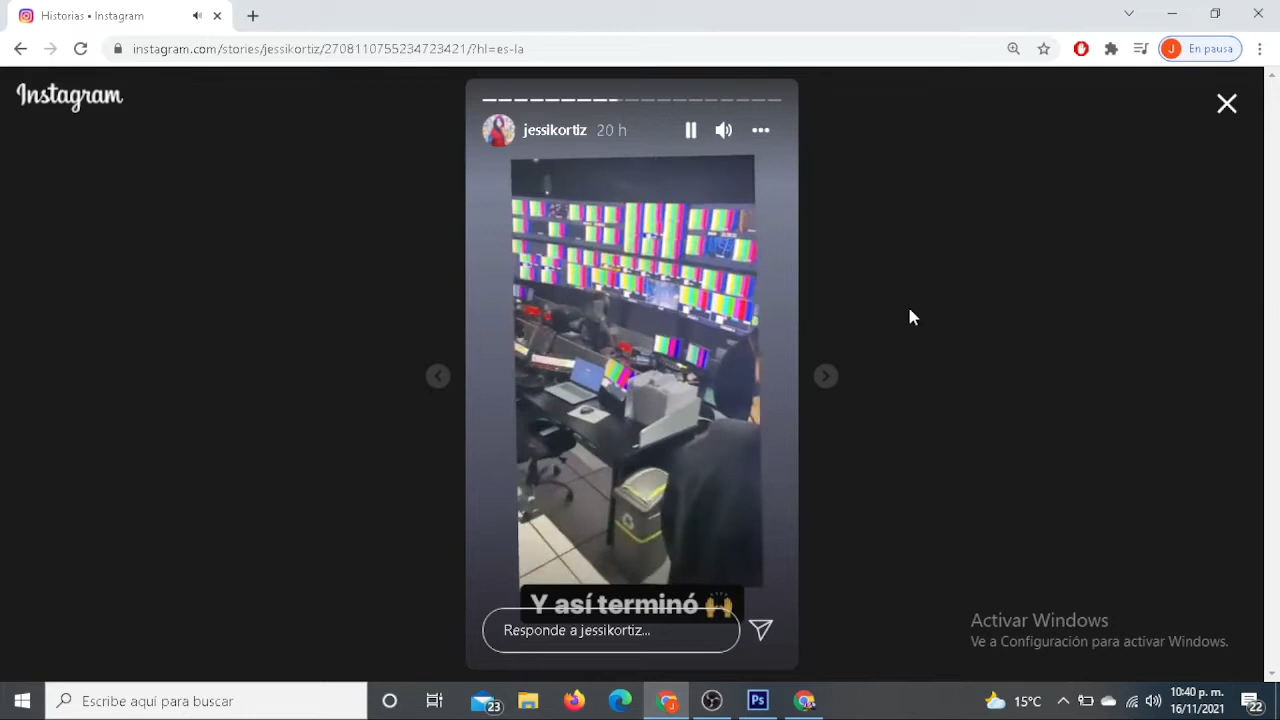 Historias • Instagram
instagram.com/stories/jessikortiz/2708110755234723421/?hl=es-la
J
En pausa
Instagram
jessikortiz 20 h
Y así terminó 🙌
Responde a jessikortiz...
Activar Windows
Ve a Configuración para activar Windows.
Escribe aquí para buscar
23
J
Ps
15°C
10:40 p. m.
16/11/2021
22